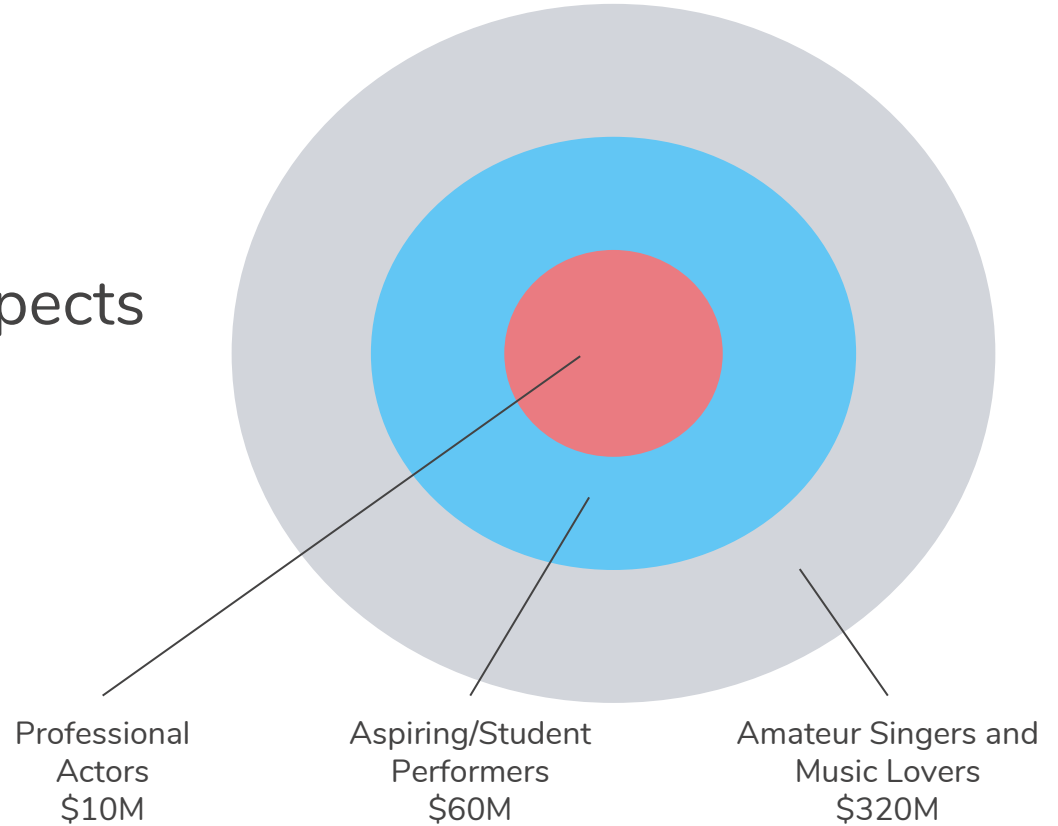 pects
Professional
Actors
$10M
Aspiring/Student
Performers
$60M
Amateur Singers and
Music Lovers
$320M